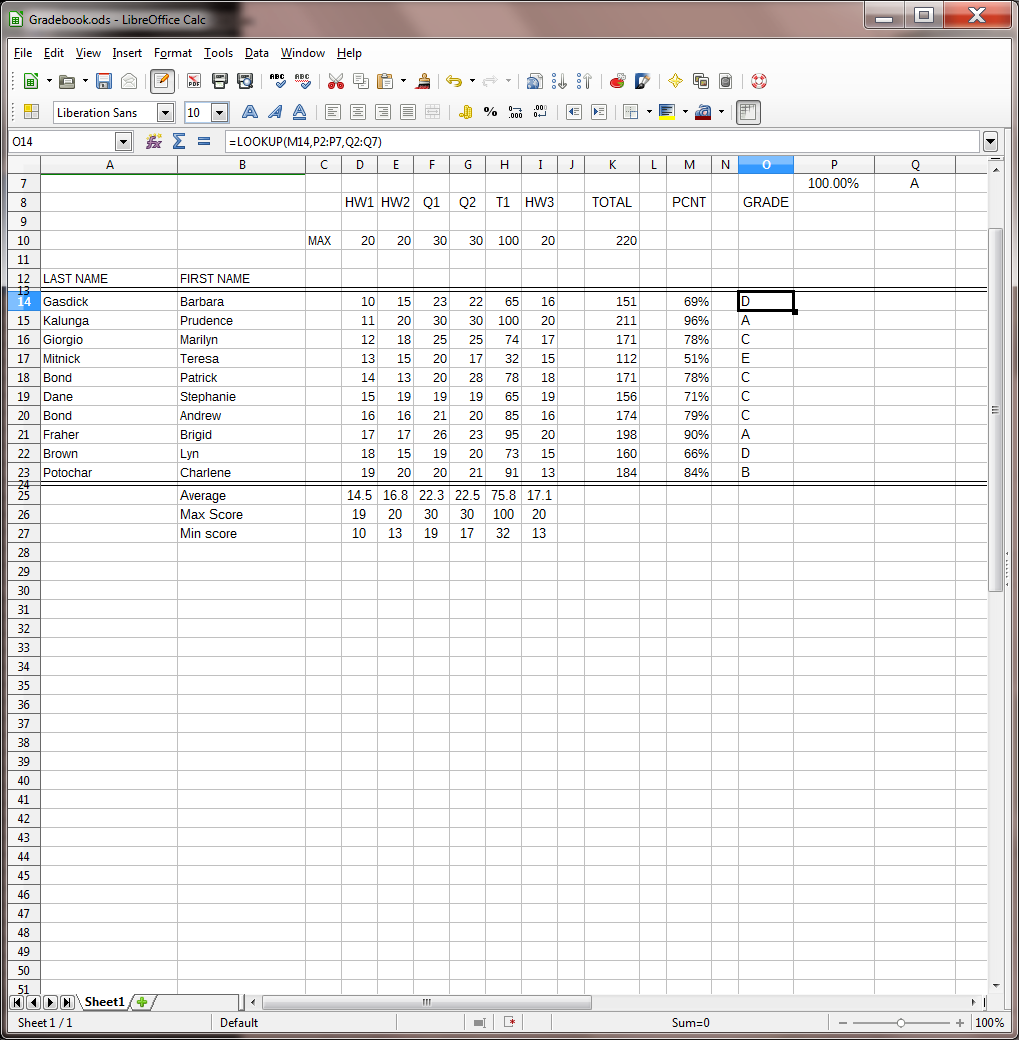 Gradebook.ods - LibreOffice Calc
File Edit View Insert Format Tools Data Window Help
Liberation Sans 10
O14 =LOOKUP(M14,P2:P7,Q2:Q7)
A B C D E F G H I J K L M N O P Q
7 100.00% A
8 HW1 HW2 Q1 Q2 T1 HW3 TOTAL PCNT GRADE
9
10 MAX 20 20 30 30 100 20 220
11
12 LAST NAME FIRST NAME
13
14 Gasdick Barbara 10 15 23 22 65 16 151 69% D
15 Kalunga Prudence 11 20 30 30 100 20 211 96% A
16 Giorgio Marilyn 12 18 25 25 74 17 171 78% C
17 Mitnick Teresa 13 15 20 17 32 15 112 51% E
18 Bond Patrick 14 13 20 28 78 18 171 78% C
19 Dane Stephanie 15 19 19 19 65 19 156 71% C
20 Bond Andrew 16 16 21 20 85 16 174 79% C
21 Fraher Brigid 17 17 26 23 95 20 198 90% A
22 Brown Lyn 18 15 19 20 73 15 160 66% D
23 Potochar Charlene 19 20 20 21 91 13 184 84% B
24
25 Average 14.5 16.8 22.3 22.5 75.8 17.1
26 Max Score 19 20 30 30 100 20
27 Min score 10 13 19 17 32 13
28
29
30
31
32
33
34
35
36
37
38
39
40
41
42
43
44
45
46
47
48
49
50
51
Sheet1
Sheet 1 / 1 Default Sum=0 100%